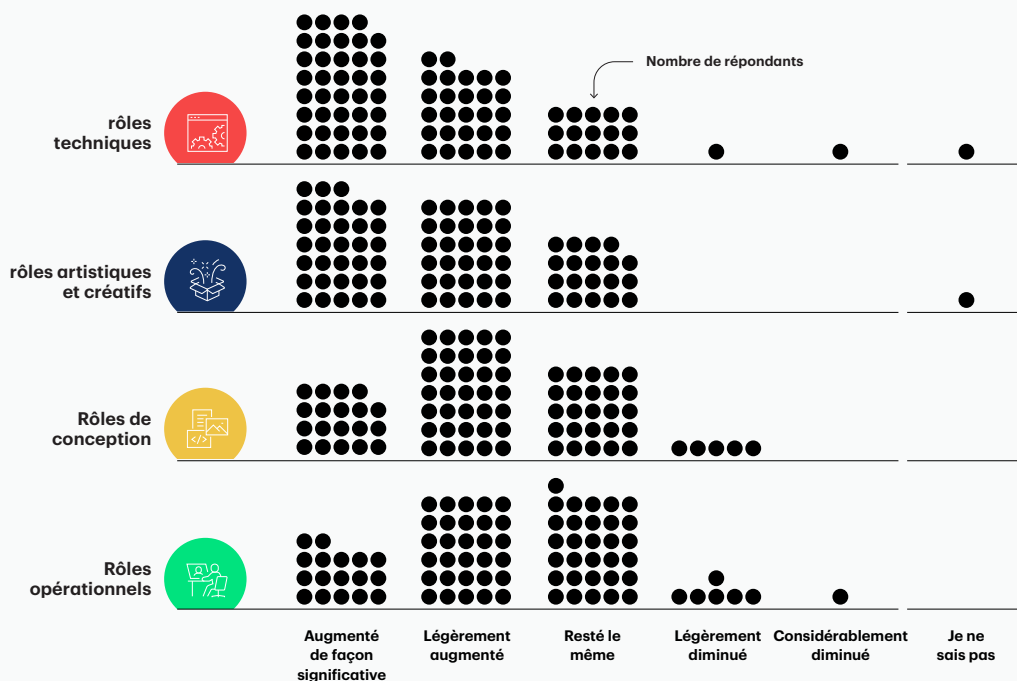 Nombre de répondants
rôles
techniques
rôles artistiques
et créatifs
Rôles de
conception
Rôles
opérationnels
Augmenté
de façon
significative
Légèrement
augmenté
Resté le
même
Légèrement
diminué
Considérablement
diminué
Je ne
sais pas